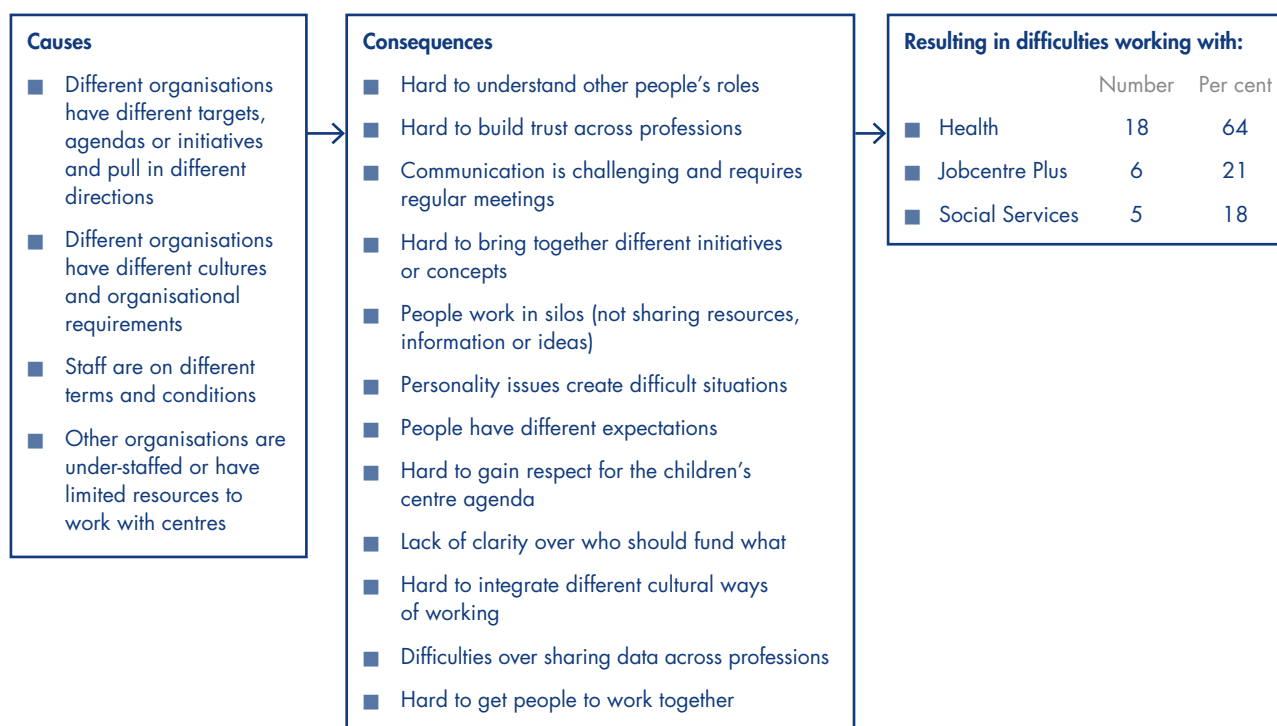 Causes
Different organisations
have different targets,
agendas or initiatives
and pull in different
directions
Different organisations
have different cultures
and organisational
requirements
Staff are on different
terms and conditions
Other organisations are
under-staffed or have
limited resources to
work with centres
Consequences
Hard to understand other people’s roles
Hard to build trust across professions
Communication is challenging and requires
regular meetings
Hard to bring together different initiatives
or concepts
People work in silos (not sharing resources,
information or ideas)
Personality issues create difficult situations
People have different expectations
Hard to gain respect for the children’s
centre agenda
Lack of clarity over who should fund what
Hard to integrate different cultural ways
of working
Difficulties over sharing data across professions
Hard to get people to work together
Resulting in difficulties working with:
Number Per cent
Health 18 64
Jobcentre Plus 6 21
Social Services 5 18